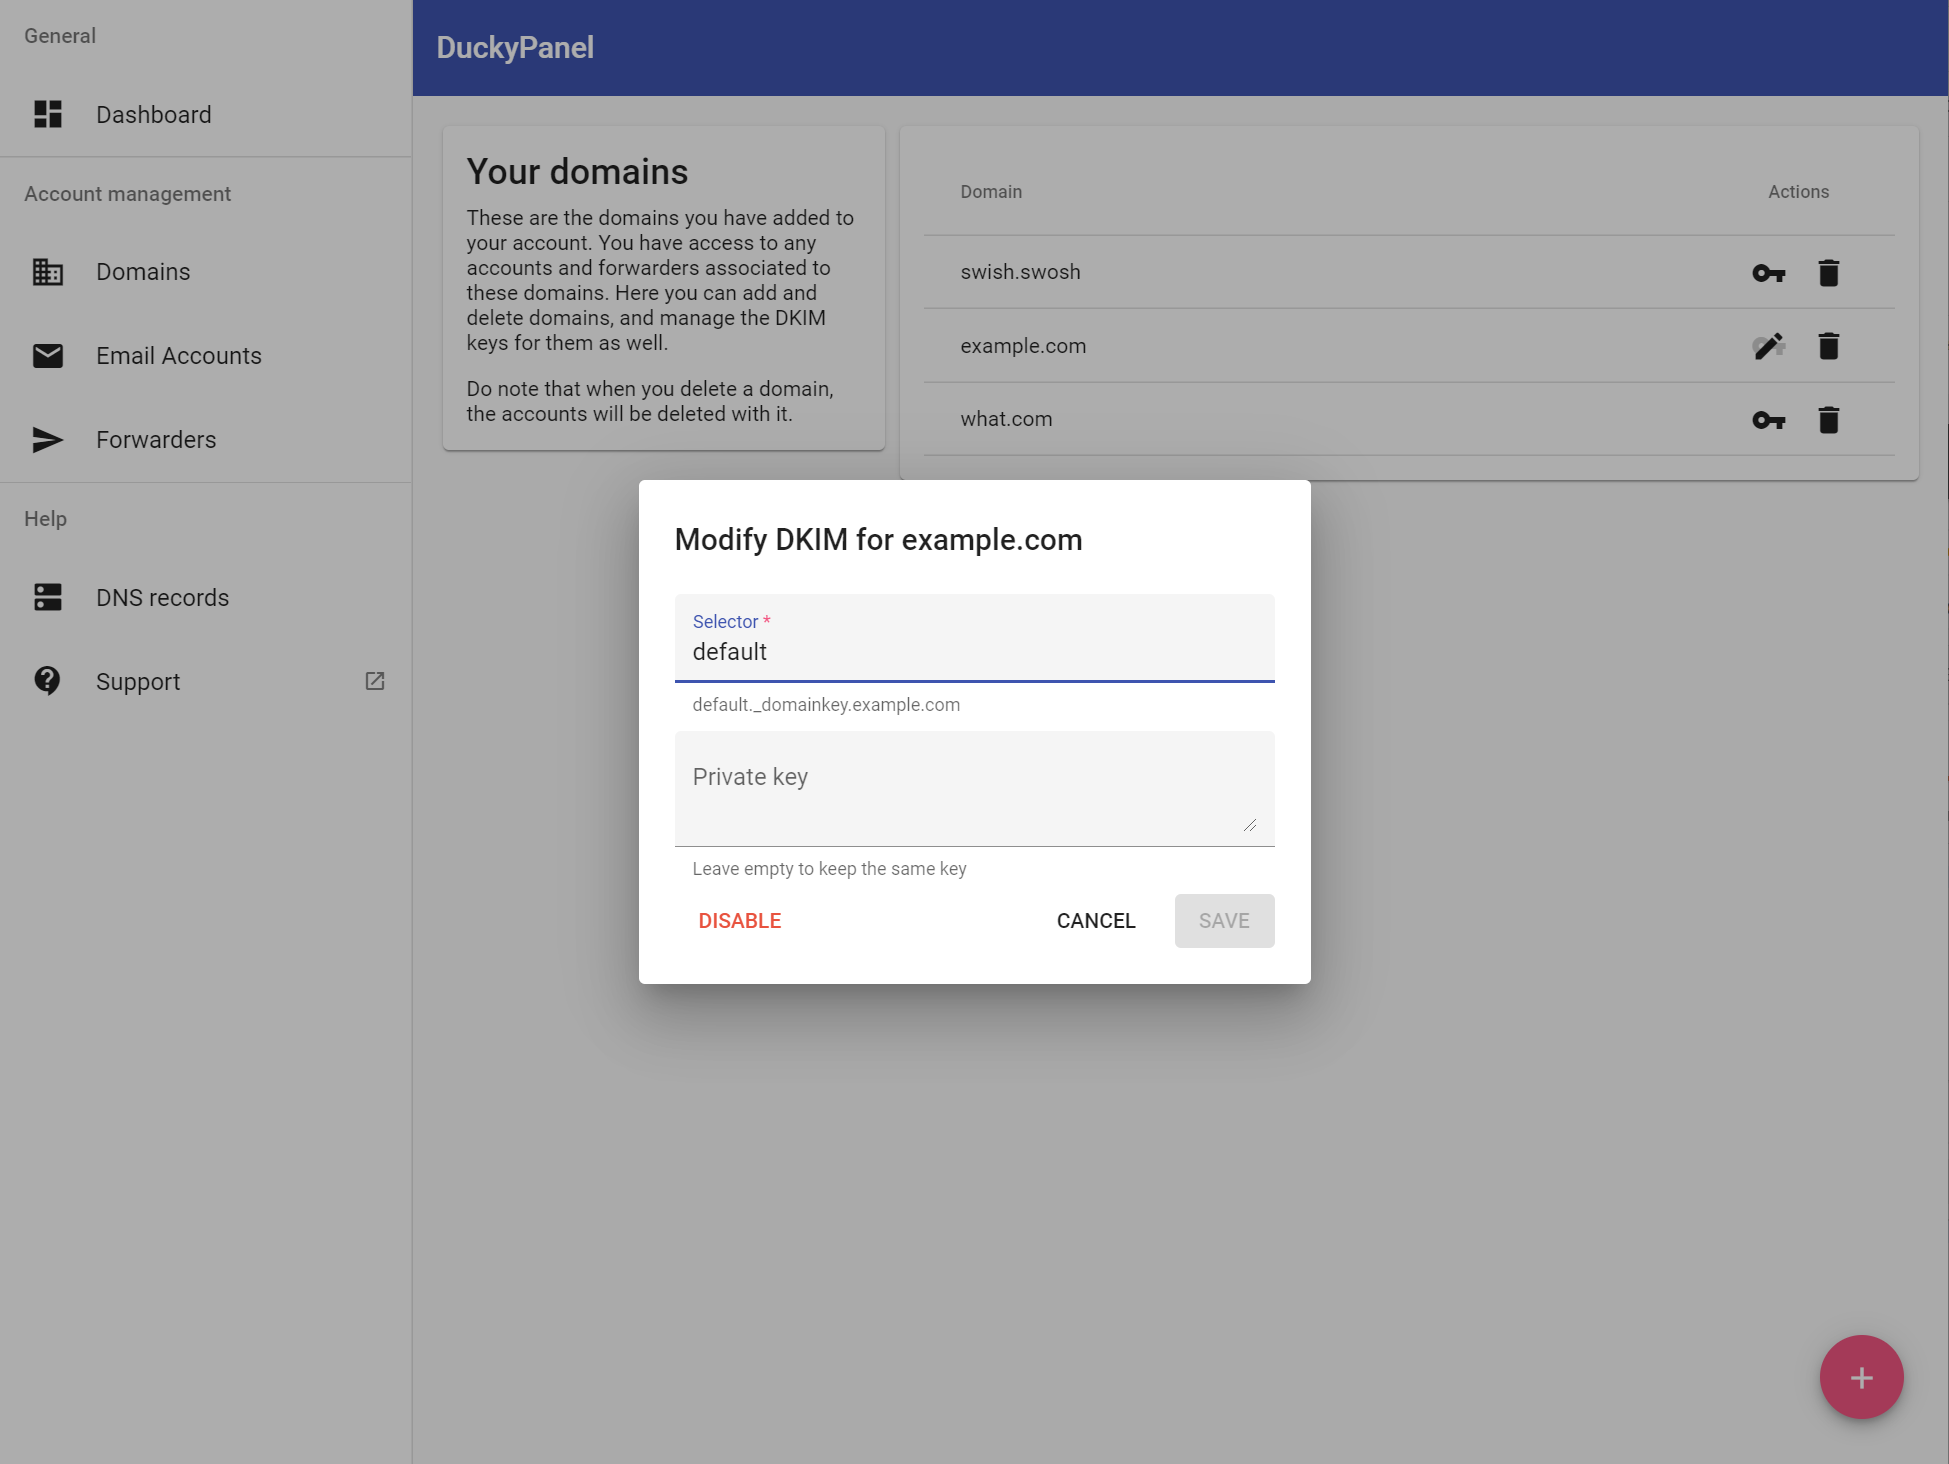 General
Dashboard
Account management
Domains
Email Accounts
Forwarders
Help
DNS records
Support
DuckyPanel
Your domains
These are the domains you have added to
your account. You have access to any
accounts and forwarders associated to
these domains. Here you can add and
delete domains, and manage the DKIM
keys for them as well.
Do note that when you delete a domain,
the accounts will be deleted with it.
Domain Actions
swish.swosh
example.com
what.com
Modify DKIM for example.com
Selector *
default
default._domainkey.example.com
Private key
Leave empty to keep the same key
DISABLE CANCEL SAVE